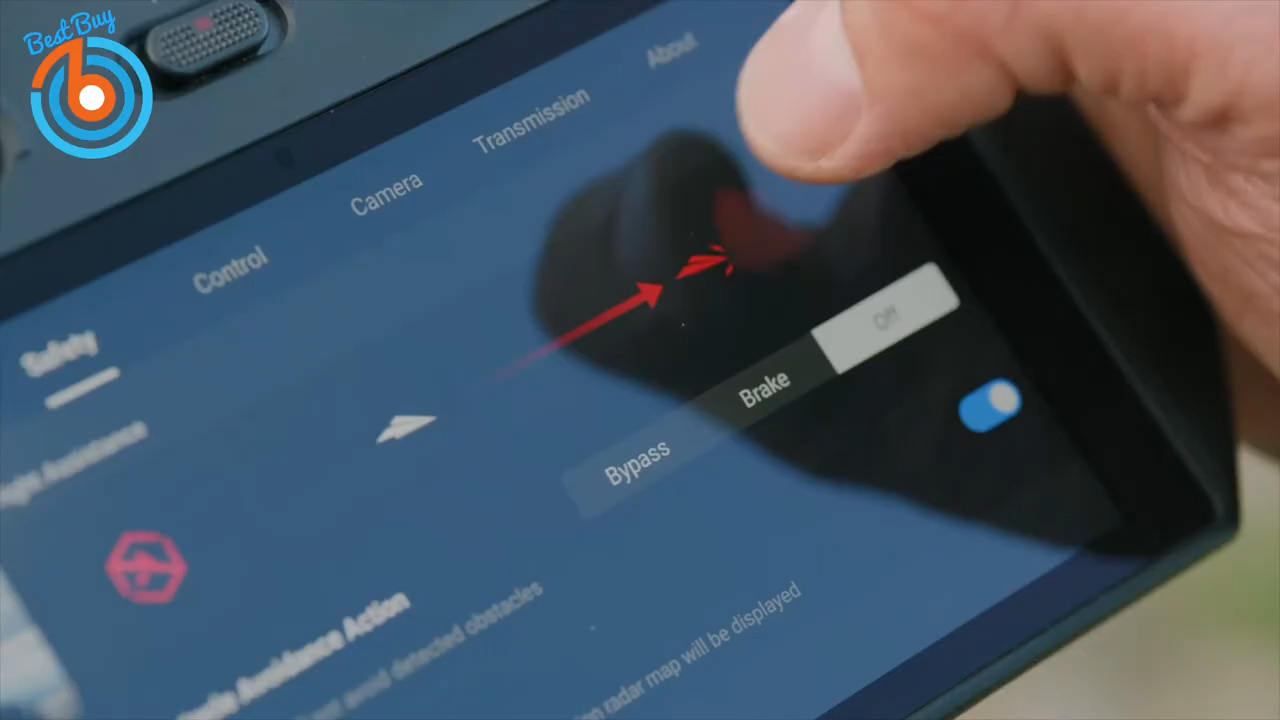 Best Buy
Safety Control Camera Transmission About
Assistance
Bypass Brake Off
Avoidance Action
avoid detected obstacles
radar map will be displayed